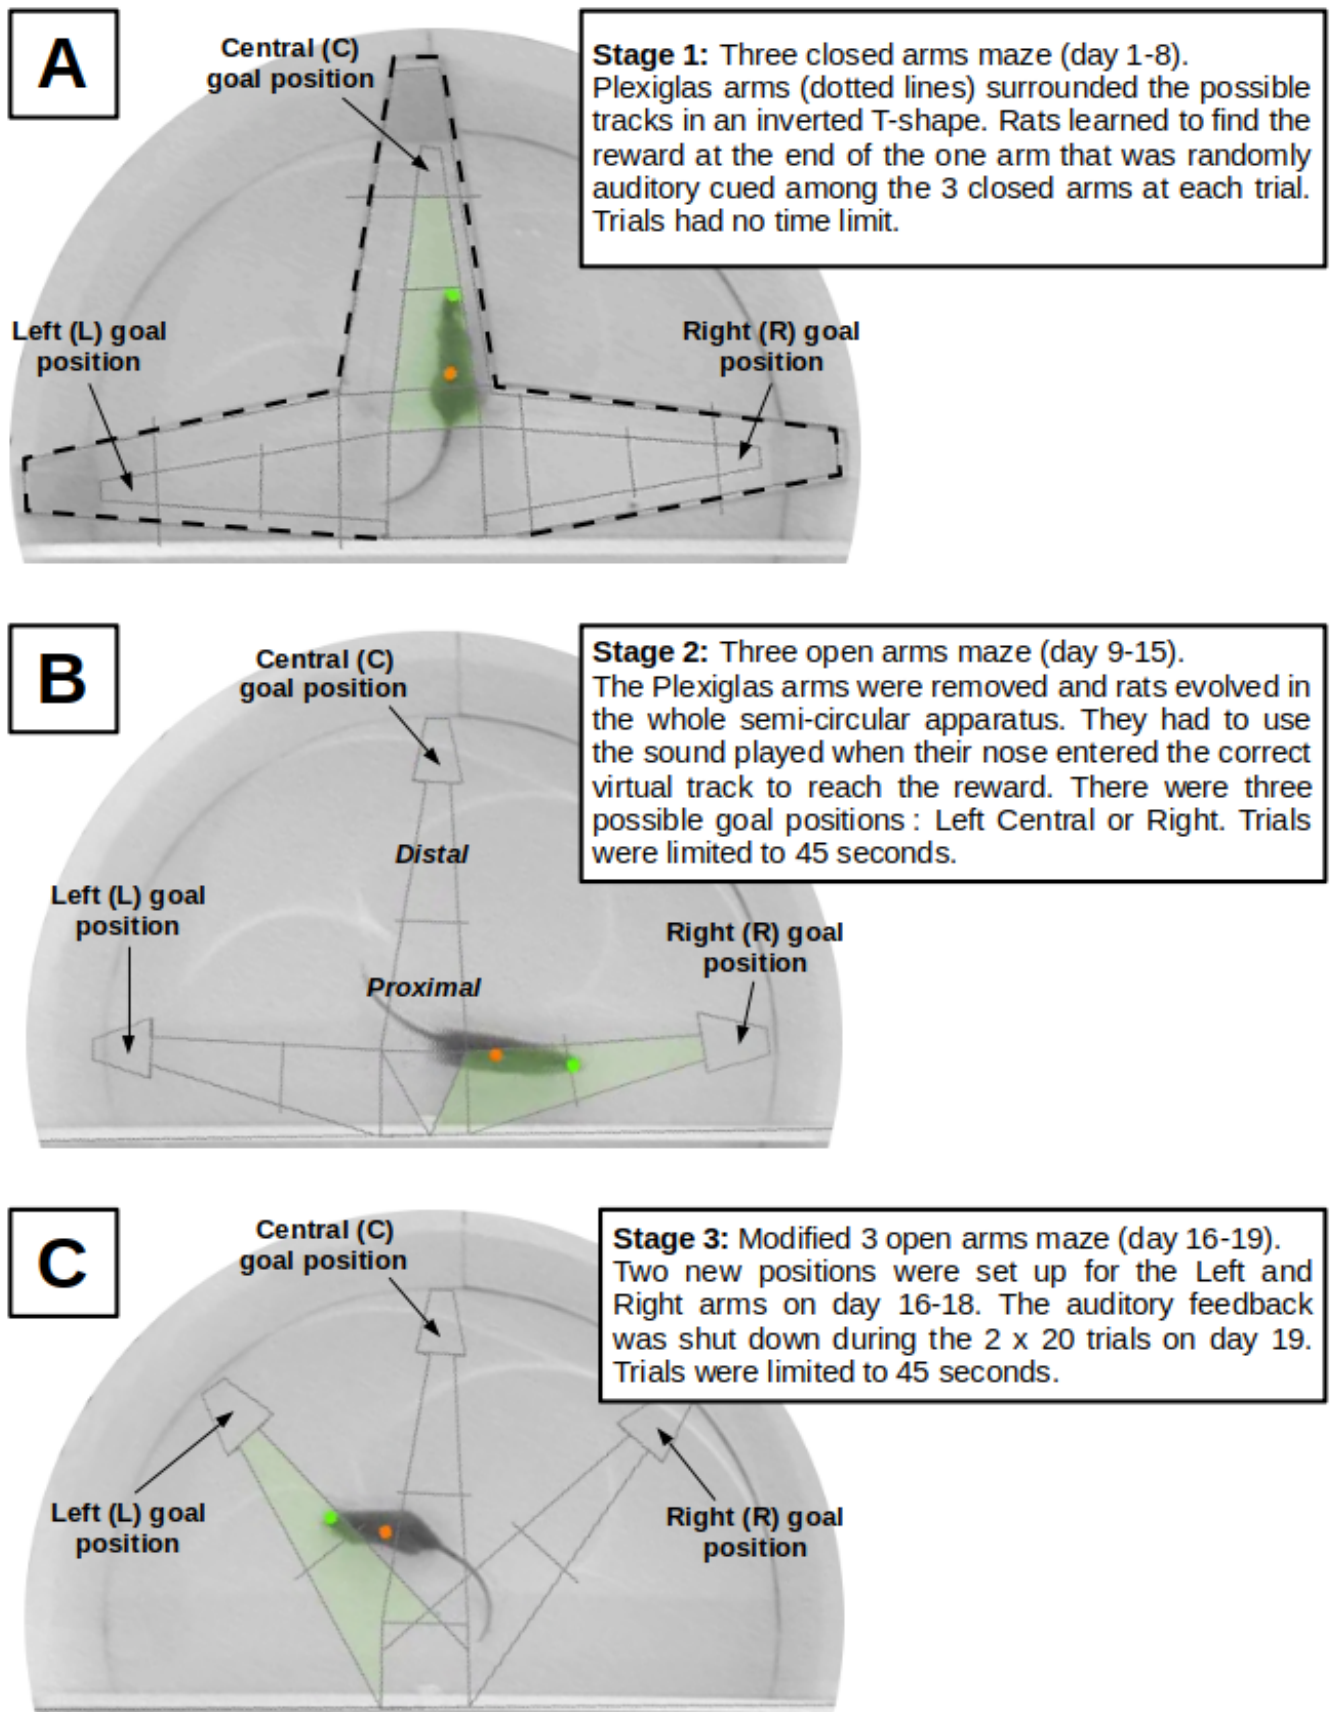 A
Central (C)
goal position
Stage 1: Three closed arms maze (day 1-8).
Plexiglas arms (dotted lines) surrounded the possible
tracks in an inverted T-shape. Rats learned to find the
reward at the end of the one arm that was randomly
auditory cued among the 3 closed arms at each trial.
Trials had no time limit.
Left (L) goal
position
Right (R) goal
position
B
Central (C)
goal position
Stage 2: Three open arms maze (day 9-15).
The Plexiglas arms were removed and rats evolved in
the whole semi-circular apparatus. They had to use
the sound played when their nose entered the correct
virtual track to reach the reward. There were three
possible goal positions : Left Central or Right. Trials
were limited to 45 seconds.
Distal
Left (L) goal
position
Right (R) goal
position
Proximal
C
Central (C)
goal position
Stage 3: Modified 3 open arms maze (day 16-19).
Two new positions were set up for the Left and
Right arms on day 16-18. The auditory feedback
was shut down during the 2 x 20 trials on day 19.
Trials were limited to 45 seconds.
Left (L) goal
position
Right (R) goal
position